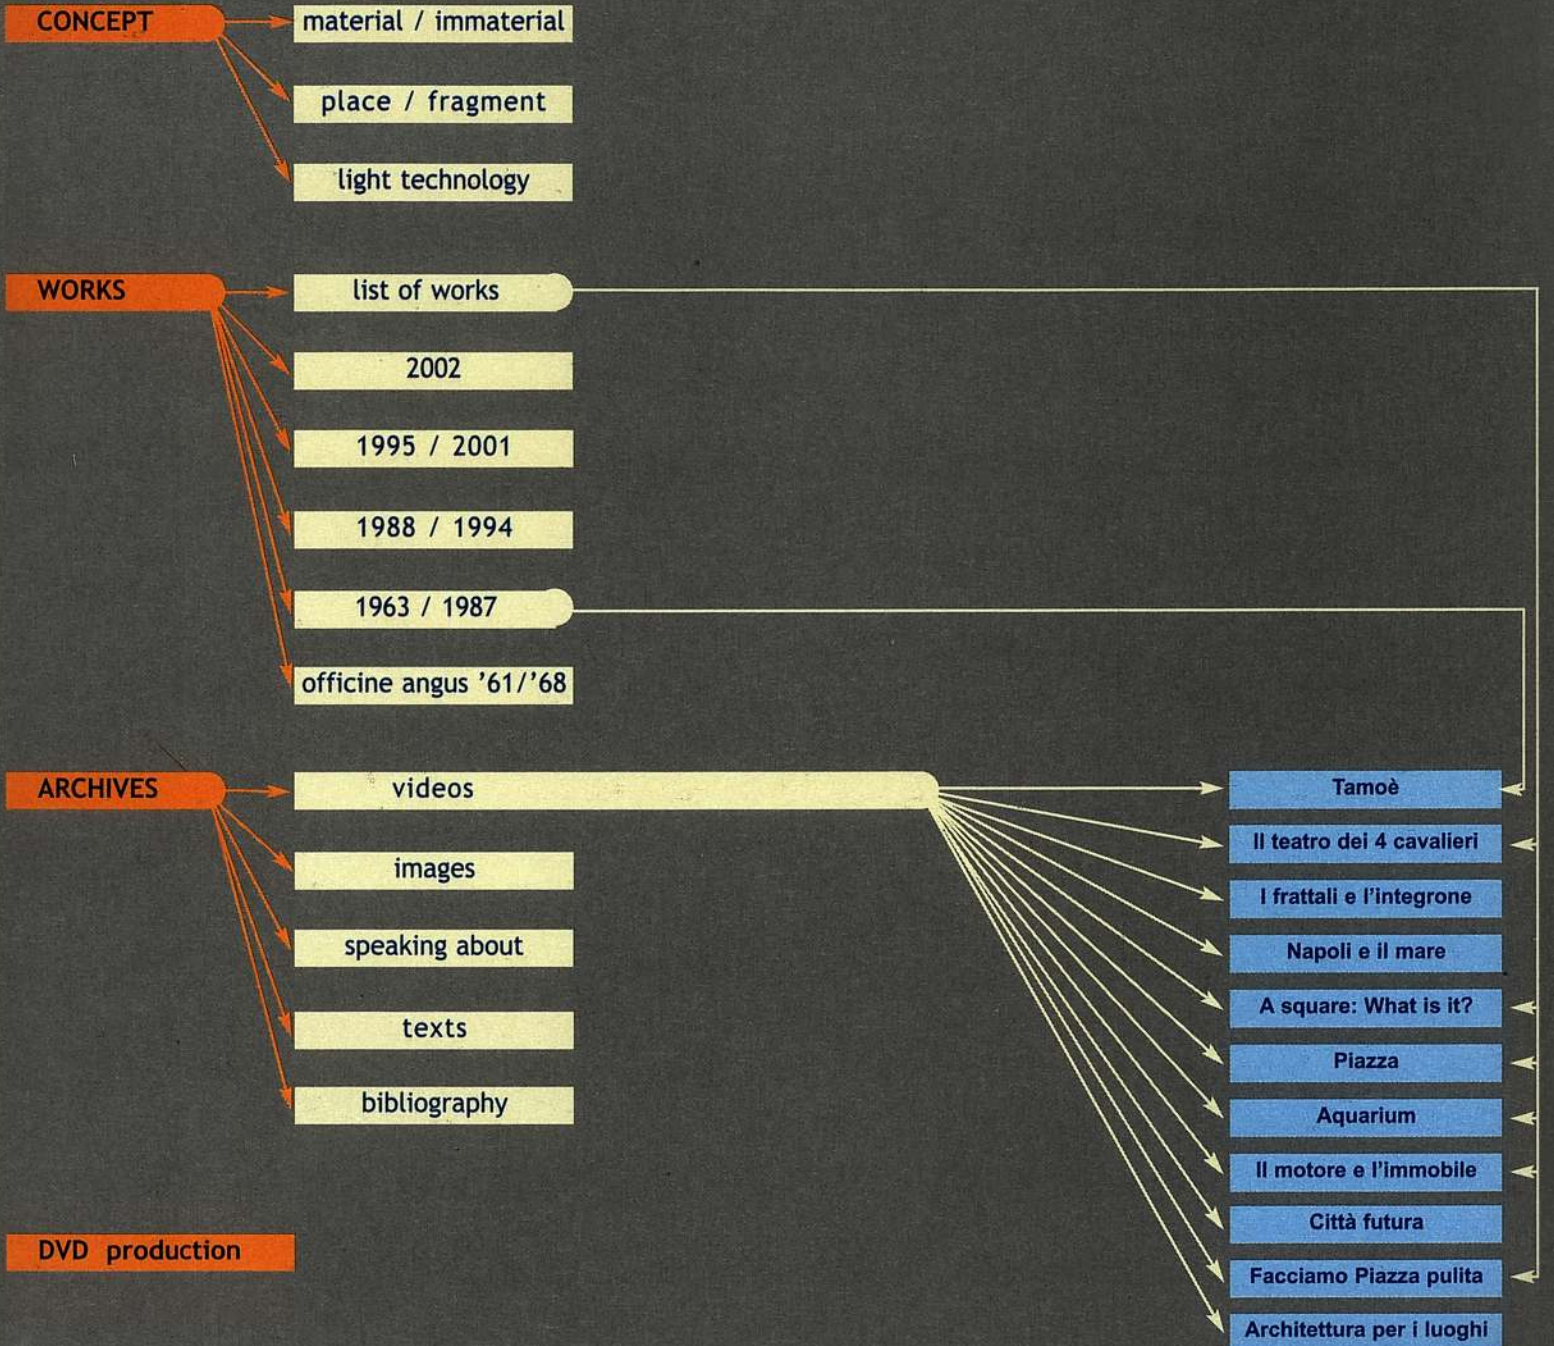 CONCEPT
material / immaterial
place / fragment
light technology
WORKS
list of works
2002
1995 / 2001
1988 / 1994
1963 / 1987
officine angus ’61/’68
ARCHIVES
videos
images
speaking about
texts
bibliography
Tamoè
Il teatro dei 4 cavalieri
I frattali e l’integrone
Napoli e il mare
A square: What is it?
Piazza
Aquarium
Il motore e l’immobile
Città futura
Facciamo Piazza pulita
Architettura per i luoghi
DVD production